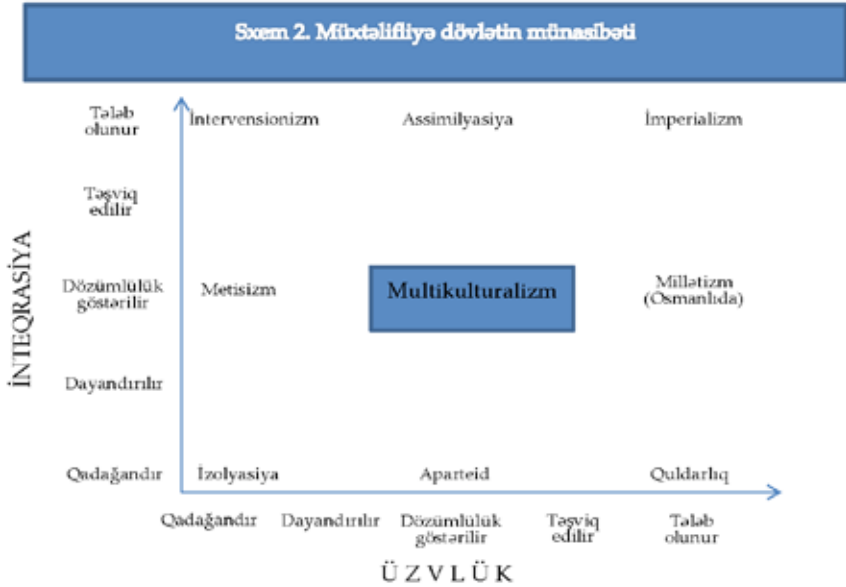 Sxem 2. Müxtəlifliyə dövlətin münasibəti
Tələb
olunur
İntervensionizm
Assimilyasiya
İmperializm
Təşviq
edilir
İNTEQRASİYA
Dözümlülük
göstərilir
Metisizm
Multikulturalizm
Millətizm
(Osmanlıda)
Dayandırılır
Qadağandır
İzolyasiya
Aparteid
Quldarlıq
Qadağandır
Dayandırılır
Dözümlülük
göstərilir
Təşviq
edilir
Tələb
olunur
ÜZVLÜK